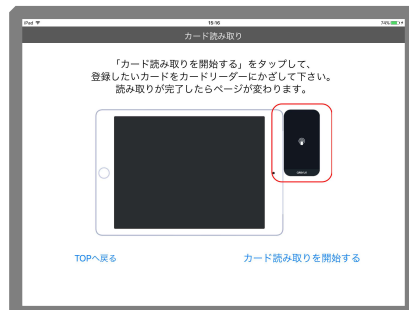 iPad
15:16
74%
カード読み取り
「カード読み取りを開始する」をタップして、
登録したいカードをカードリーダーにかざして下さい。
読み取りが完了したらページが変わります。
TOPへ戻る
カード読み取りを開始する